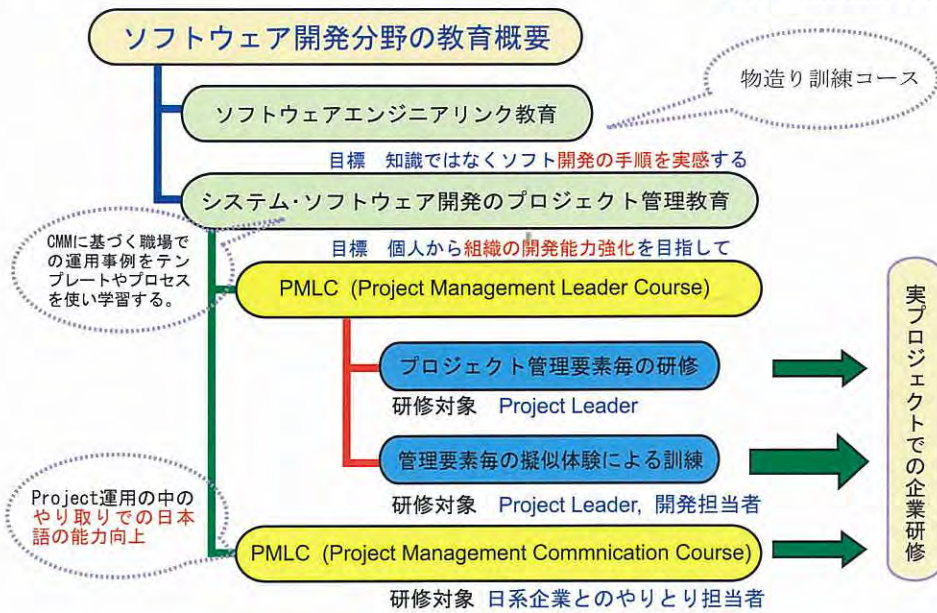 ソフトウェア開発分野の教育概要
物造り訓練コース
ソフトウェアエンジニアリンク教育
目標　知識ではなくソフト開発の手順を実感する
システム・ソフトウェア開発のプロジェクト管理教育
目標　個人から組織の開発能力強化を目指して
CMMに基づく職場で
の運用事例をテン
プレートやプロセス
を使い学習する。
PMLC (Project Management Leader Course)
プロジェクト管理要素毎の研修
研修対象　Project Leader
管理要素毎の擬似体験による訓練
研修対象　Project Leader, 開発担当者
Project運用の中の
やり取りでの日本
語の能力向上
PMLC (Project Management Commnication Course)
研修対象 日系企業とのやりとり担当者
実プロジェクトでの企業研修